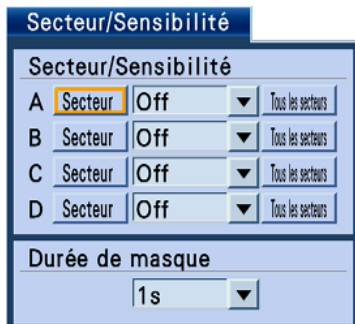 Secteur/Sensibilité
Secteur/Sensibilité
A Secteur Off Tous les secteurs
B Secteur Off Tous les secteurs
C Secteur Off Tous les secteurs
D Secteur Off Tous les secteurs
Durée de masque
1s